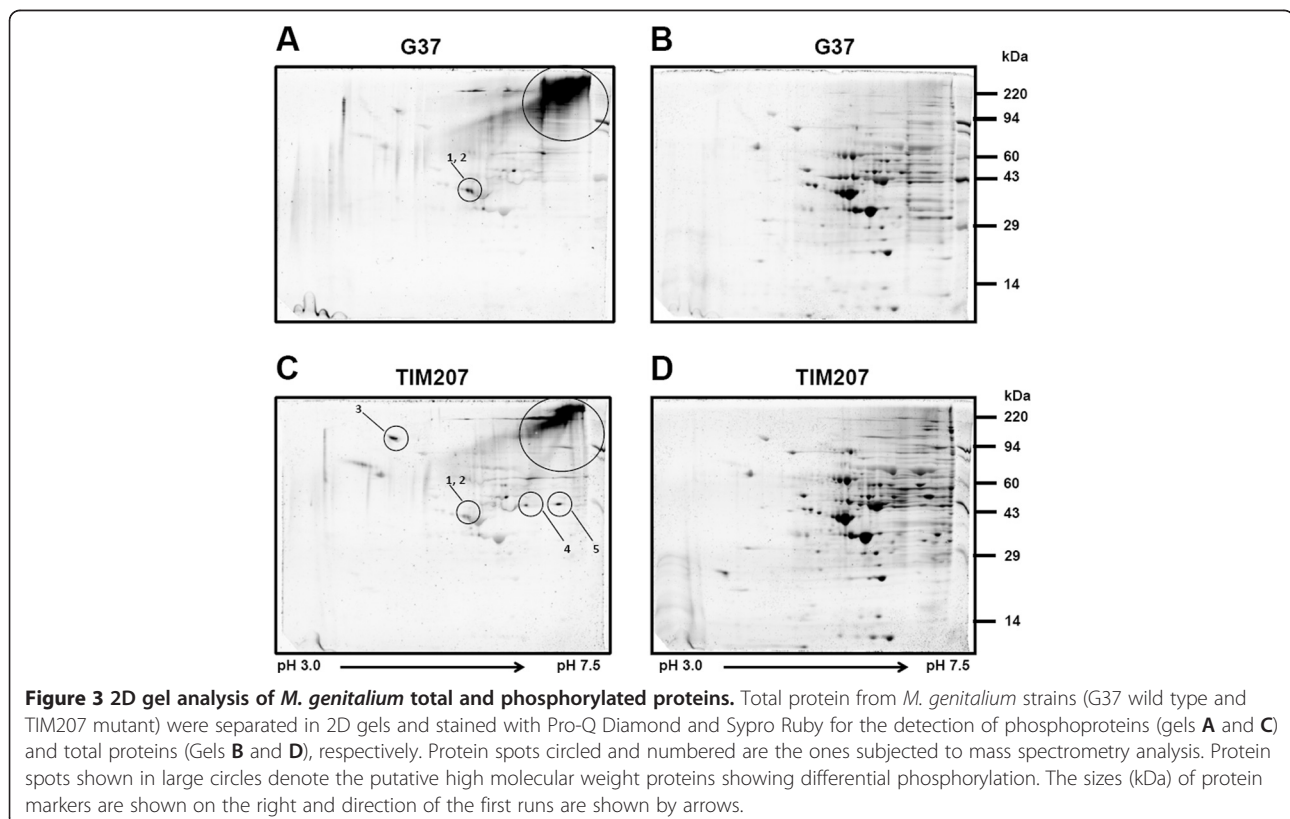 A
G37
B
G37
kDa
220
94
60
43
29
14
1, 2
C
TIM207
D
TIM207
kDa
220
94
60
43
29
14
3
1, 2
4
5
pH 3.0
pH 7.5
pH 3.0
pH 7.5
Figure 3 2D gel analysis of M. genitalium total and phosphorylated proteins. Total protein from M. genitalium strains (G37 wild type and
TIM207 mutant) were separated in 2D gels and stained with Pro-Q Diamond and Sypro Ruby for the detection of phosphoproteins (gels A and C)
and total proteins (Gels B and D), respectively. Protein spots circled and numbered are the ones subjected to mass spectrometry analysis. Protein
spots shown in large circles denote the putative high molecular weight proteins showing differential phosphorylation. The sizes (kDa) of protein
markers are shown on the right and direction of the first runs are shown by arrows.